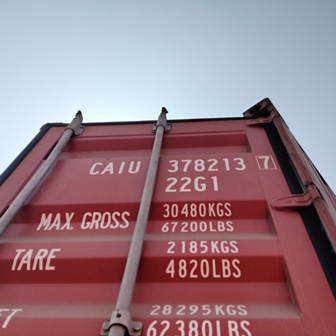 CAIU 378213 7
22G1
MAX. GROSS 30480KGS
67200LBS
TARE 2185KGS
4820LBS
28295KGS
62380LBS